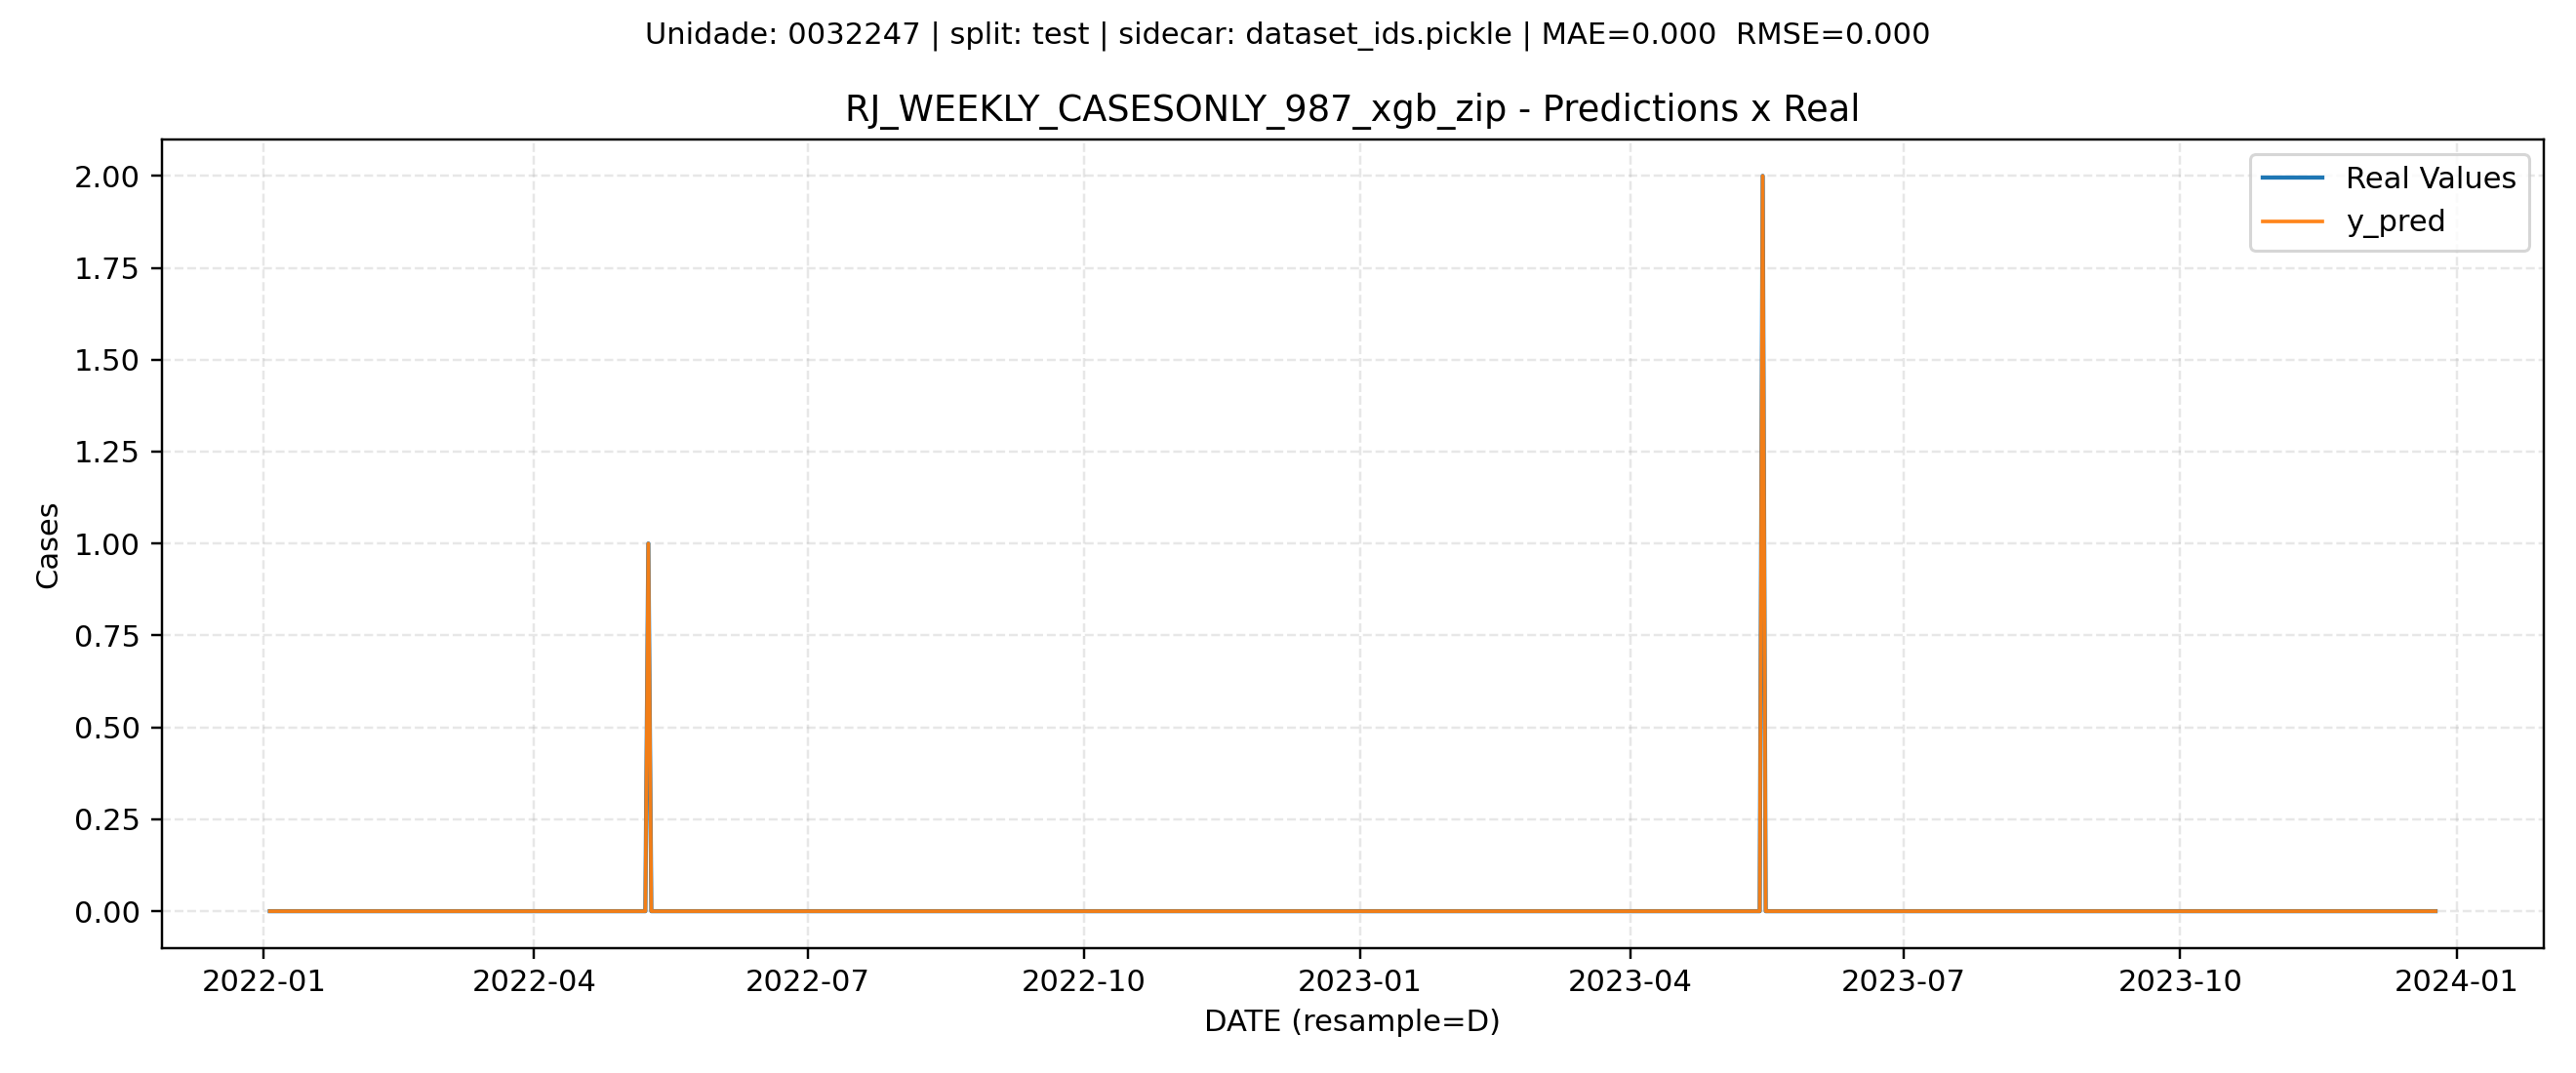 Unidade: 0032247 | split: test | sidecar: dataset_ids.pickle | MAE=0.000  RMSE=0.000
RJ_WEEKLY_CASESONLY_987_xgb_zip - Predictions x Real
Real Values
y_pred
Cases
2.00
1.75
1.50
1.25
1.00
0.75
0.50
0.25
0.00
2022-01 2022-04 2022-07 2022-10 2023-01 2023-04 2023-07 2023-10 2024-01
DATE (resample=D)